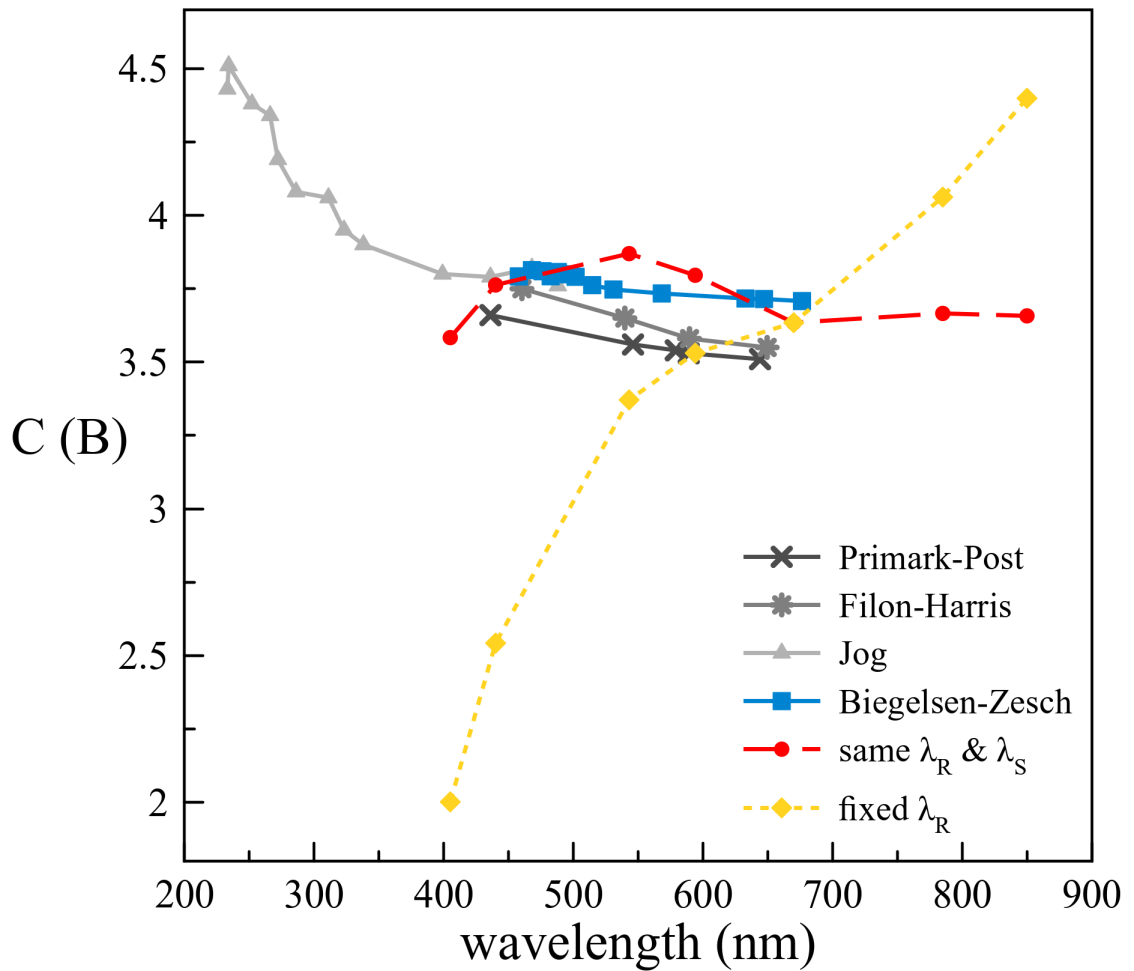 4.5
4
3.5
C (B)
3
2.5
2
Primark-Post
Filon-Harris
Jog
Biegelsen-Zesch
same λR & λS
fixed λR
200 300 400 500 600 700 800 900
wavelength (nm)